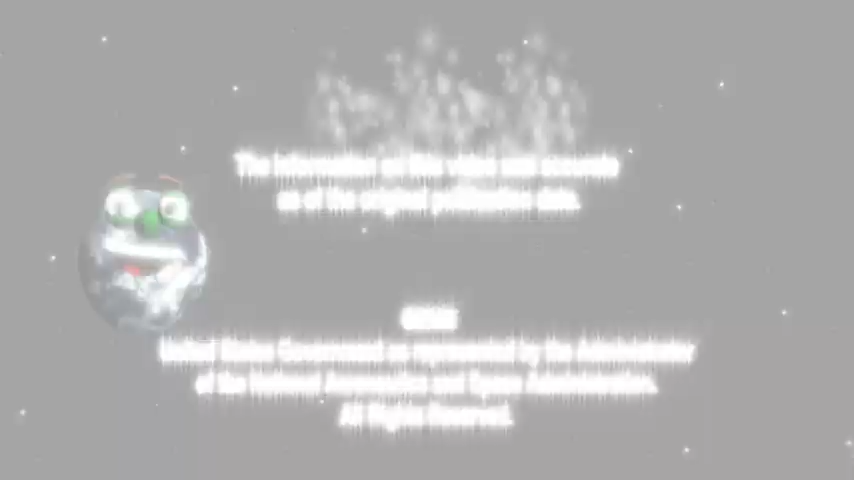 The information on this video was accurate
as of the original publication date.
United States Government as represented by the Administrator
of the National Aeronautics and Space Administration.
All Rights Reserved.